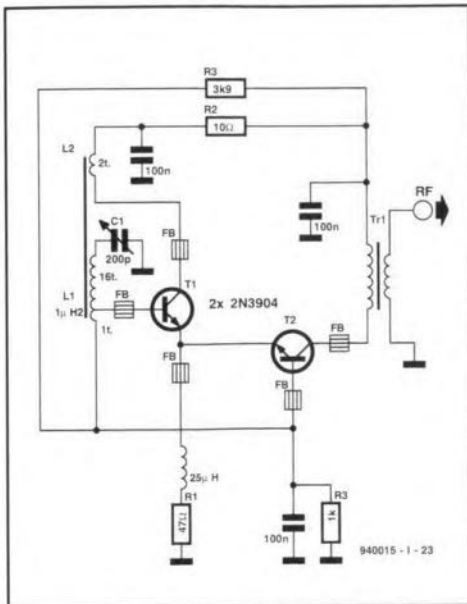 R3
3k9
R2
10Ω
L2
2t.
100n
C1
200p
16t.
L1
1μ H2
1t.
FB
FB
T1
100n
Tr1
RF
2x 2N3904
T2
FB
FB
FB
25μ H
R1
47Ω
100n
R3
1k
940015 - I - 23